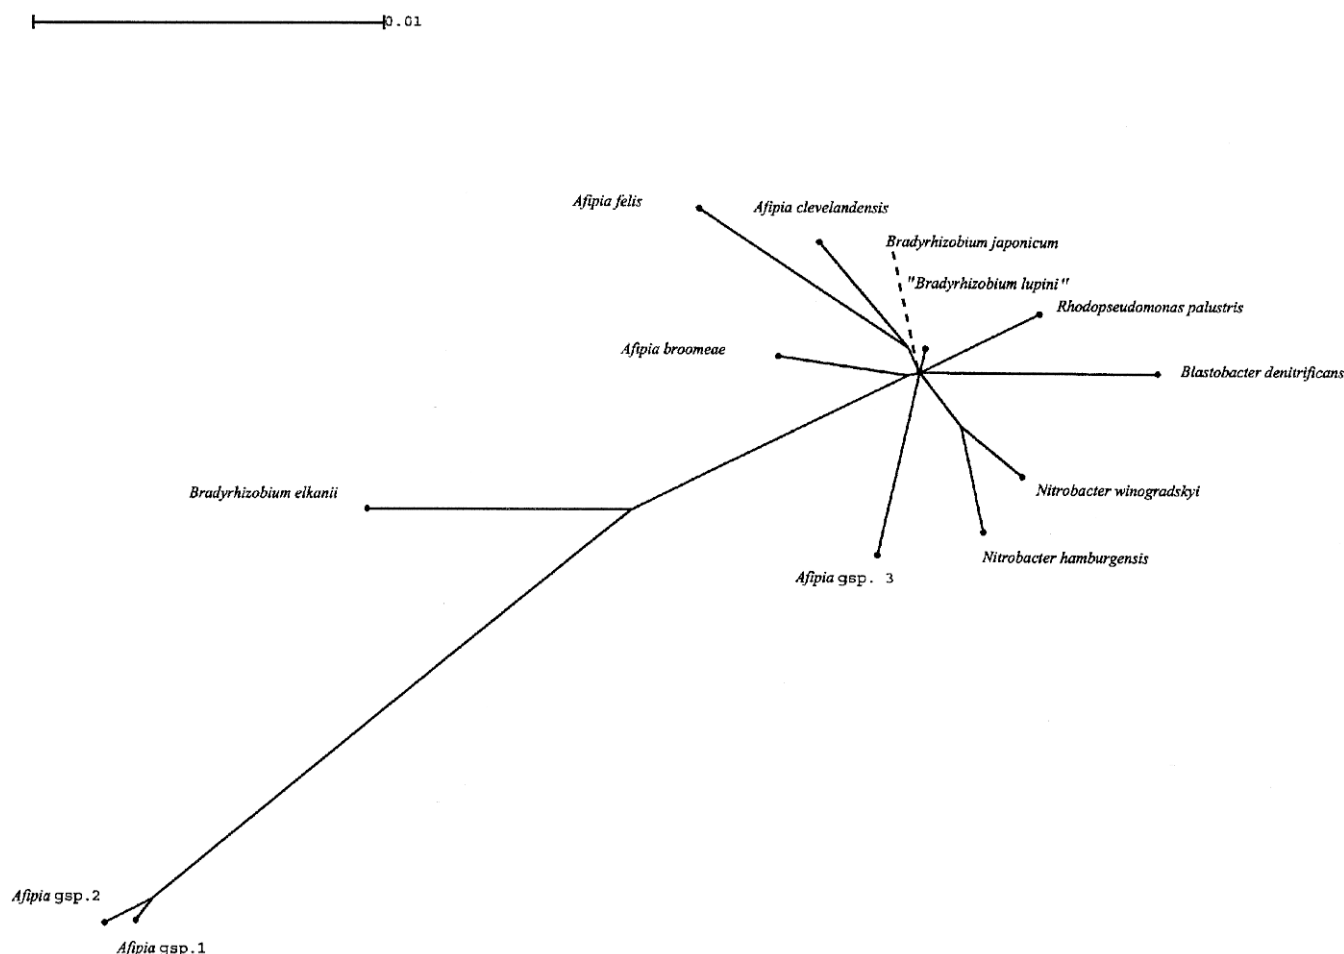 0.01
Afipia felis
Afipia clevelandensis
Bradyrhizobium japonicum
"Bradyrhizobium lupini"
Rhodopseudomonas palustris
Afipia broomeae
Blastobacter denitrificans
Bradyrhizobium elkanii
Nitrobacter winogradskyi
Nitrobacter hamburgensis
Afipia gsp. 3
Afipia gsp.2
Afipia gsp.1